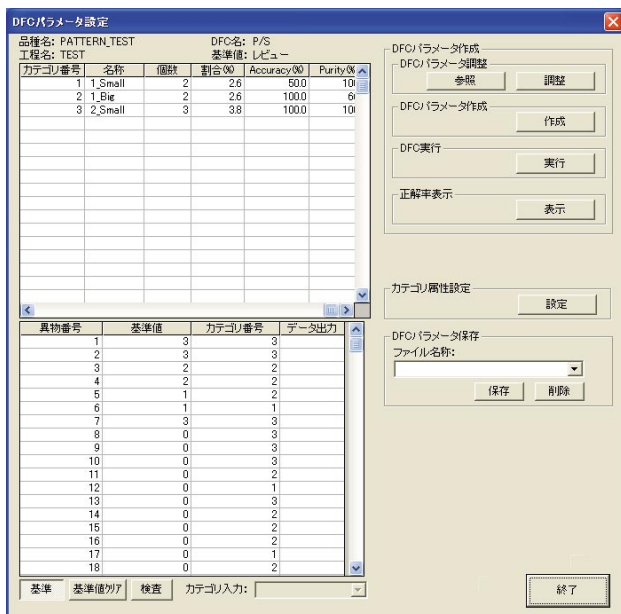 DFCパラメータ設定
品種名: PATTERN_TEST DFC名: P/S
工程名: TEST 基準値: レビュー
カテゴリ番号 名称 個数 割合(%) Accuracy(%) Purity(%
1 1_Small 2 2.6 50.0 10
2 1_Big 2 2.6 100.0 6
3 2_Small 3 3.8 100.0 10
異物番号 基準値 カテゴリ番号 データ出力
1 3 3
2 3 3
3 2 2
4 2 2
5 1 2
6 1 1
7 3 3
8 0 3
9 0 3
10 0 3
11 0 2
12 0 1
13 0 3
14 0 2
15 0 2
16 0 2
17 0 1
18 0 2
基準 基準値クリア 検査 カテゴリ入力:
DFCパラメータ作成
DFCパラメータ調整
参照 調整
DFCパラメータ作成
作成
DFC実行
実行
正解率表示
表示
カテゴリ属性設定
設定
DFCパラメータ保存
ファイル名称:
保存 削除
終了